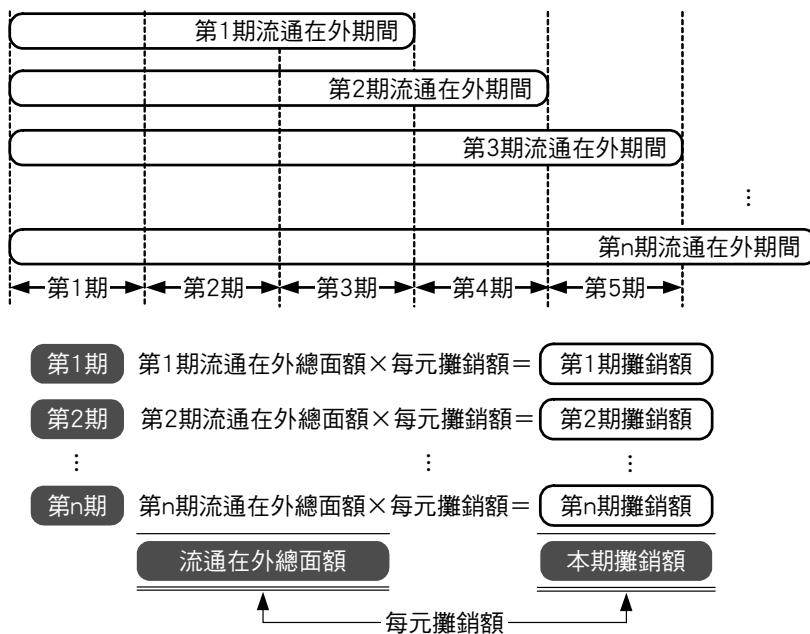 第1期流通在外期間
第2期流通在外期間
第3期流通在外期間
⋮
第n期流通在外期間
第1期 第2期 第3期 第4期 第5期
第1期 第1期流通在外總面額×每元攤銷額= 第1期攤銷額
第2期 第2期流通在外總面額×每元攤銷額= 第2期攤銷額
⋮ ⋮ ⋮
第n期 第n期流通在外總面額×每元攤銷額= 第n期攤銷額
流通在外總面額 本期攤銷額
每元攤銷額